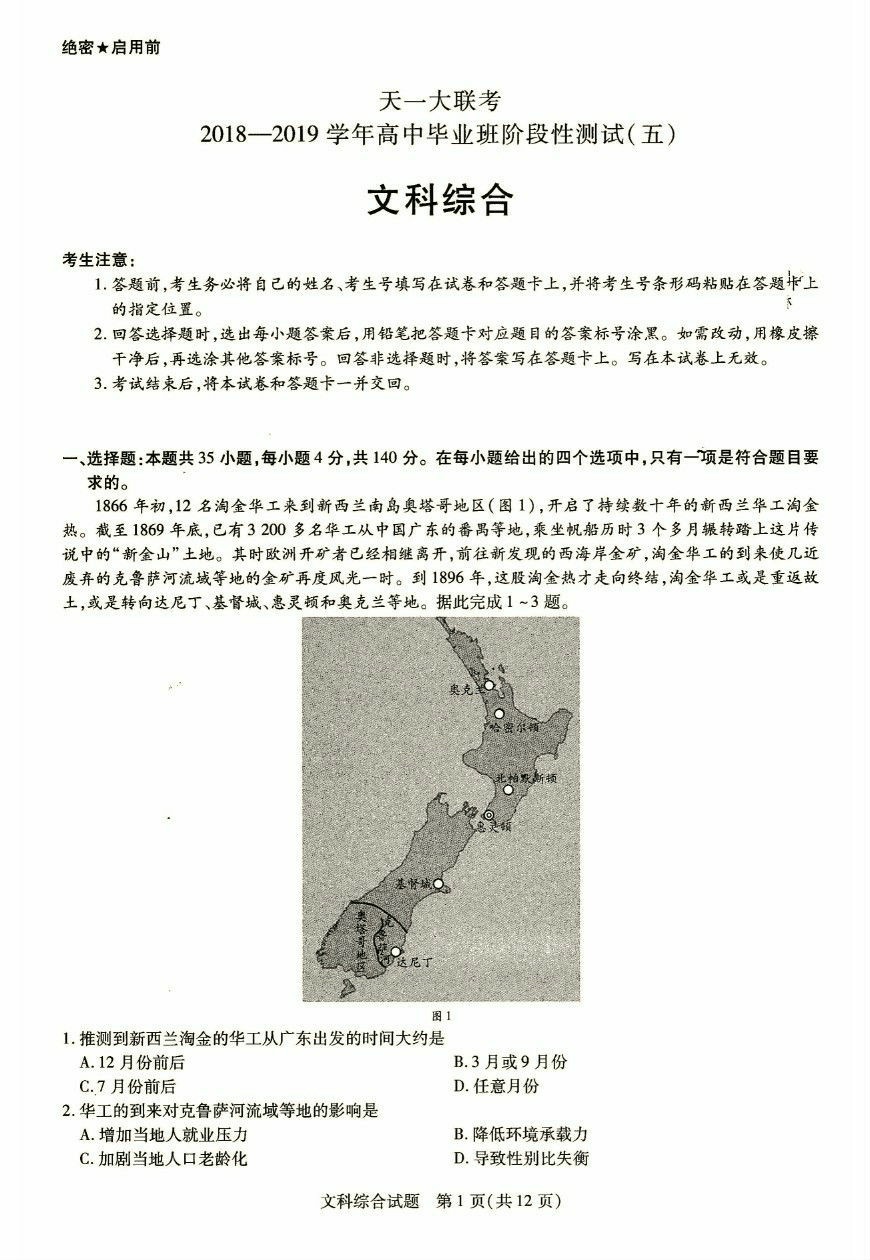 绝密★启用前
天一大联考
2018—2019 学年高中毕业班阶段性测试(五)
文科综合
考生注意:
1. 答题前,考生务必将自己的姓名、考生号填写在试卷和答题卡上,并将考生号条形码粘贴在答题卡上
的指定位置。
2. 回答选择题时,选出每小题答案后,用铅笔把答题卡对应题目的答案标号涂黑。如需改动,用橡皮擦
干净后,再选涂其他答案标号。回答非选择题时,将答案写在答题卡上。写在本试卷上无效。
3. 考试结束后,将本试卷和答题卡一并交回。
一、选择题:本题共 35 小题,每小题 4 分,共 140 分。在每小题给出的四个选项中,只有一项是符合题目要
求的。
1866 年初,12 名淘金华工来到新西兰南岛奥塔哥地区(图 1),开启了持续数十年的新西兰华工淘金
热。截至 1869 年底,已有 3 200 多名华工从中国广东的番禺等地,乘坐帆船历时 3 个多月辗转踏上这片传
说中的“新金山”土地。其时欧洲开矿者已经相继离开,前往新发现的西海岸金矿,淘金华工的到来使几近
废弃的克鲁萨河流域等地的金矿再度风光一时。到 1896 年,这股淘金热才走向终结,淘金华工或是重返故
土,或是转向达尼丁、基督城、惠灵顿和奥克兰等地。据此完成 1 ~ 3 题。
奥克兰
哈密尔顿
北帕默斯顿
惠灵顿
基督城
奥塔哥地区
克鲁萨河
达尼丁
图 1
1. 推测到新西兰淘金的华工从广东出发的时间大约是
A. 12 月份前后
B. 3 月或 9 月份
C. 7 月份前后
D. 任意月份
2. 华工的到来对克鲁萨河流域等地的影响是
A. 增加当地人就业压力
B. 降低环境承载力
C. 加剧当地人口老龄化
D. 导致性别比失衡
文科综合试题 第 1 页(共 12 页)